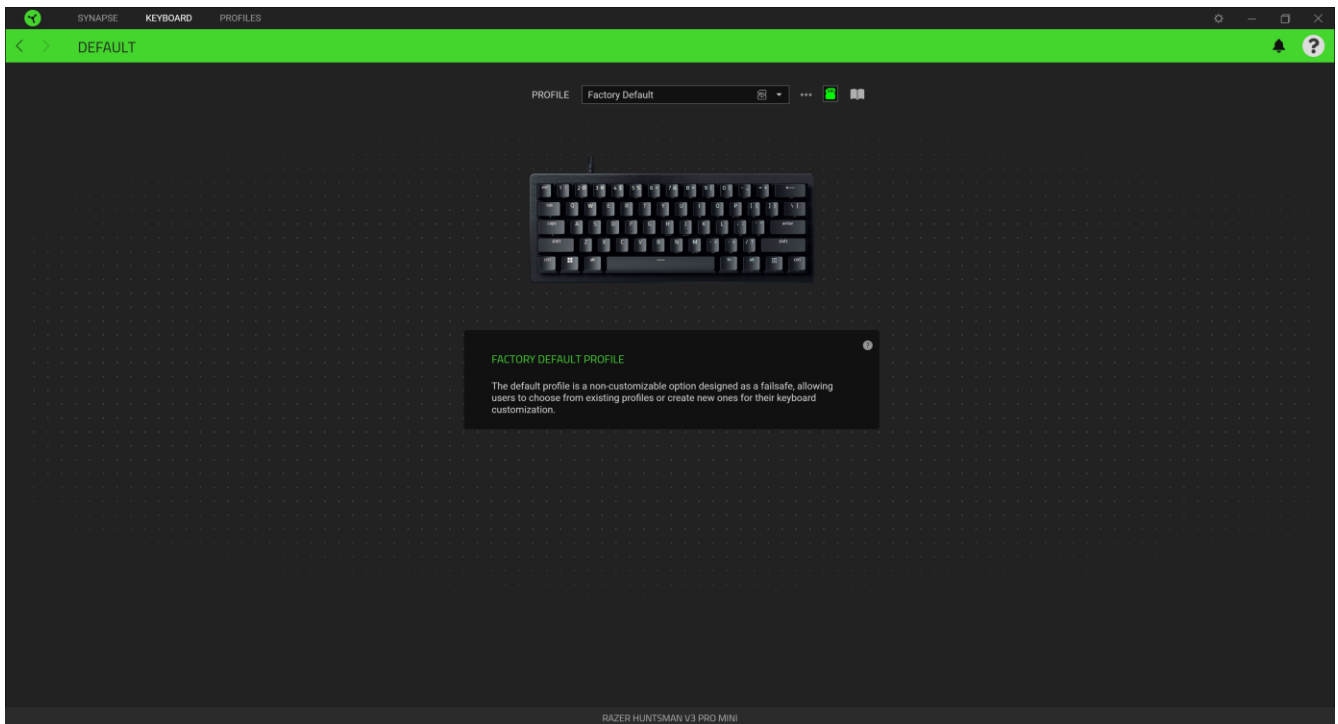 SYNAPSE KEYBOARD PROFILES
DEFAULT
?
PROFILE Factory Default
FACTORY DEFAULT PROFILE
The default profile is a non-customizable option designed as a failsafe, allowing
users to choose from existing profiles or create new ones for their keyboard
customization.
RAZER HUNTSMAN V3 PRO MINI